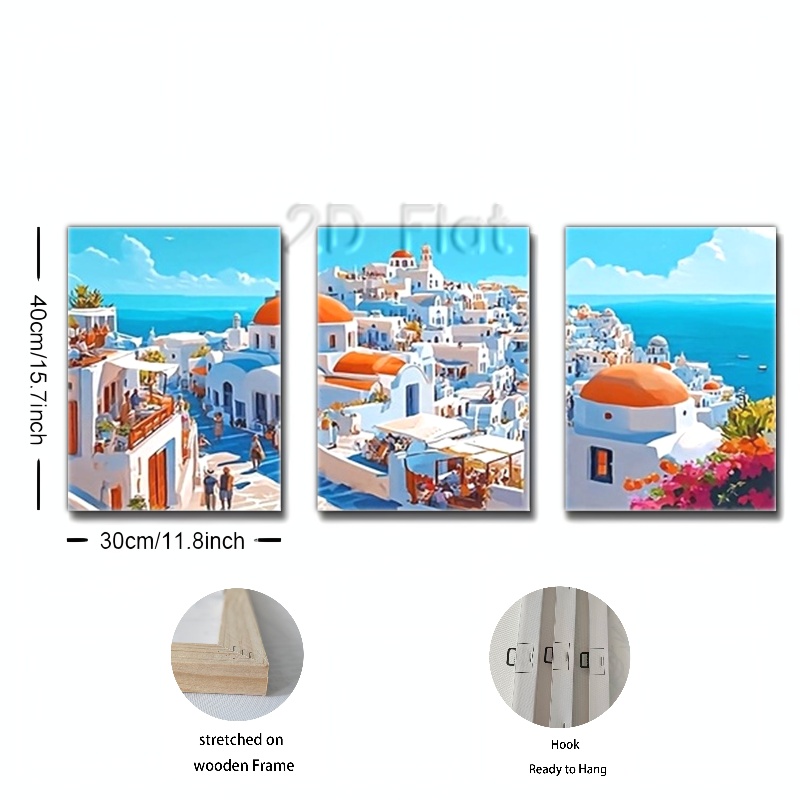 2D Flat
40cm/15.7inch
30cm/11.8inch
stretched on
wooden Frame
Hook
Ready to Hang